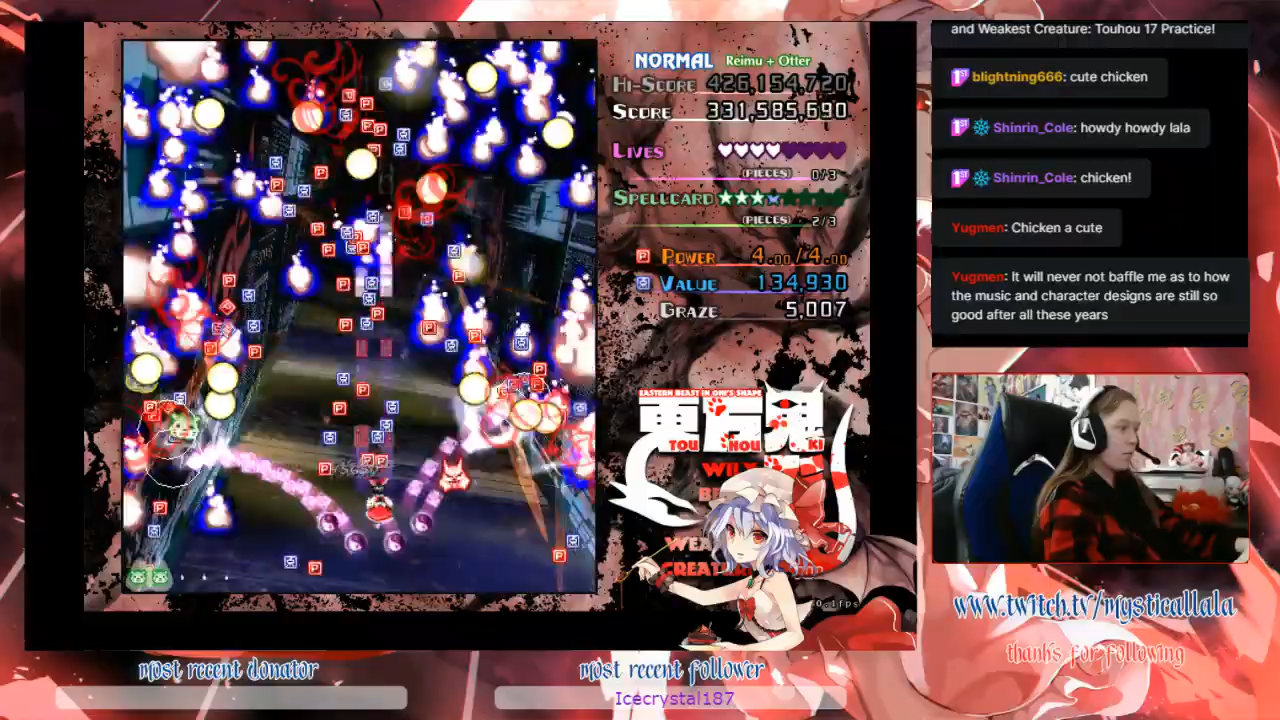 NORMAL Reimu + Otter
Hi-Score 426,154,720
Score 331,585,690
Lives
(PIECES) 0/3
Spellcard
(PIECES) 2/3
P Power 4.00/4.00
Value 134,930
Graze 5,007
EASTERN BEAST IN ONI'S SHAPE
東方鬼
TOU HOU KI
and Weakest Creature: Touhou 17 Practice!
blightning666: cute chicken
Shinrin_Cole: howdy howdy lala
Shinrin_Cole: chicken!
Yugmen: Chicken a cute
Yugmen: It will never not baffle me as to how
the music and character designs are still so
good after all these years
www.twitch.tv/mysticallala
thanks for following
most recent donator
most recent follower
Icecrystal187